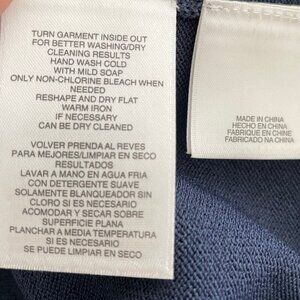 TURN GARMENT INSIDE OUT
FOR BETTER WASHING/DRY
CLEANING RESULTS
HAND WASH COLD
WITH MILD SOAP
ONLY NON-CHLORINE BLEACH WHEN
NEEDED
RESHAPE AND DRY FLAT
WARM IRON
IF NECESSARY
CAN BE DRY CLEANED
VOLVER PRENDA AL REVES
PARA MEJORES/LIMPIAR EN SECO
RESULTADOS
LAVAR A MANO EN AGUA FRIA
CON DETERGENTE SUAVE
SOLAMENTE BLANQUEADOR SIN
CLORO SI ES NECESARIO
ACOMODAR Y SECAR SOBRE
SUPERFICIE PLANA
PLANCHAR A MEDIA TEMPERATURA
SI ES NECESARIO
SE PUEDE LIMPIAR EN SECO
MADE IN CHINA
HECHO EN CHINA
FABRIQUE EN CHINE
FABRICADO NA CHINA